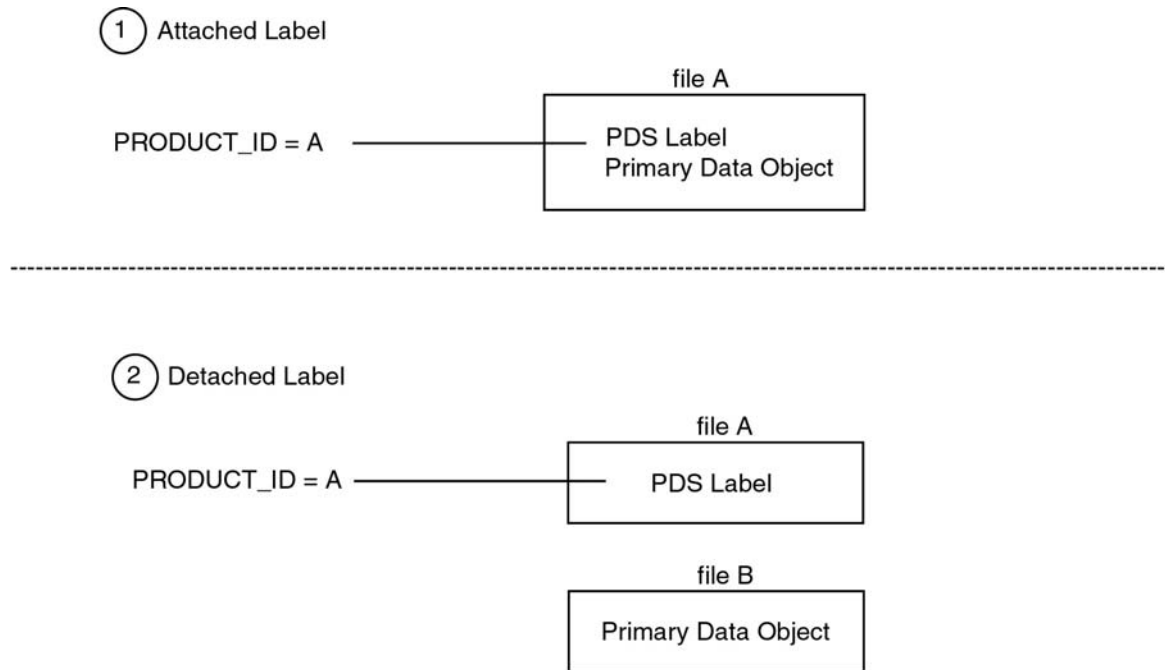 1 Attached Label
file A
PRODUCT_ID = A
PDS Label
Primary Data Object
2 Detached Label
file A
PRODUCT_ID = A
PDS Label
file B
Primary Data Object